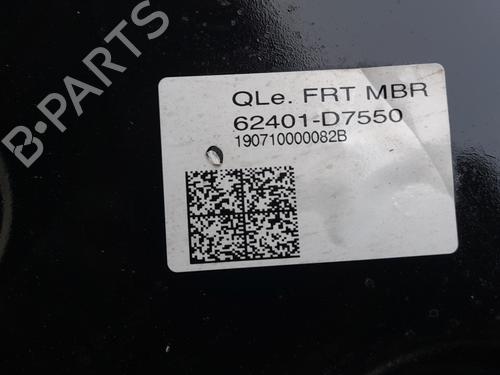 B-PARTS
QLe. FRT MBR
62401-D7550
190710000082B